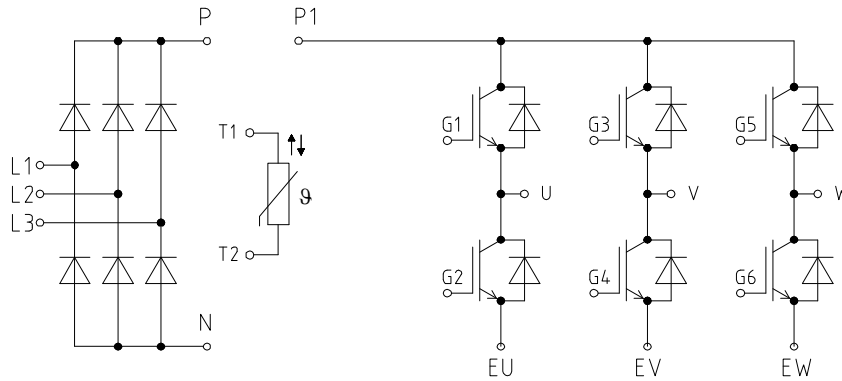 P P1
T1
G1 G3 G5
L1
L2 U V W
L3
ϑ
T2
G2 G4 G6
N
EU EV EW